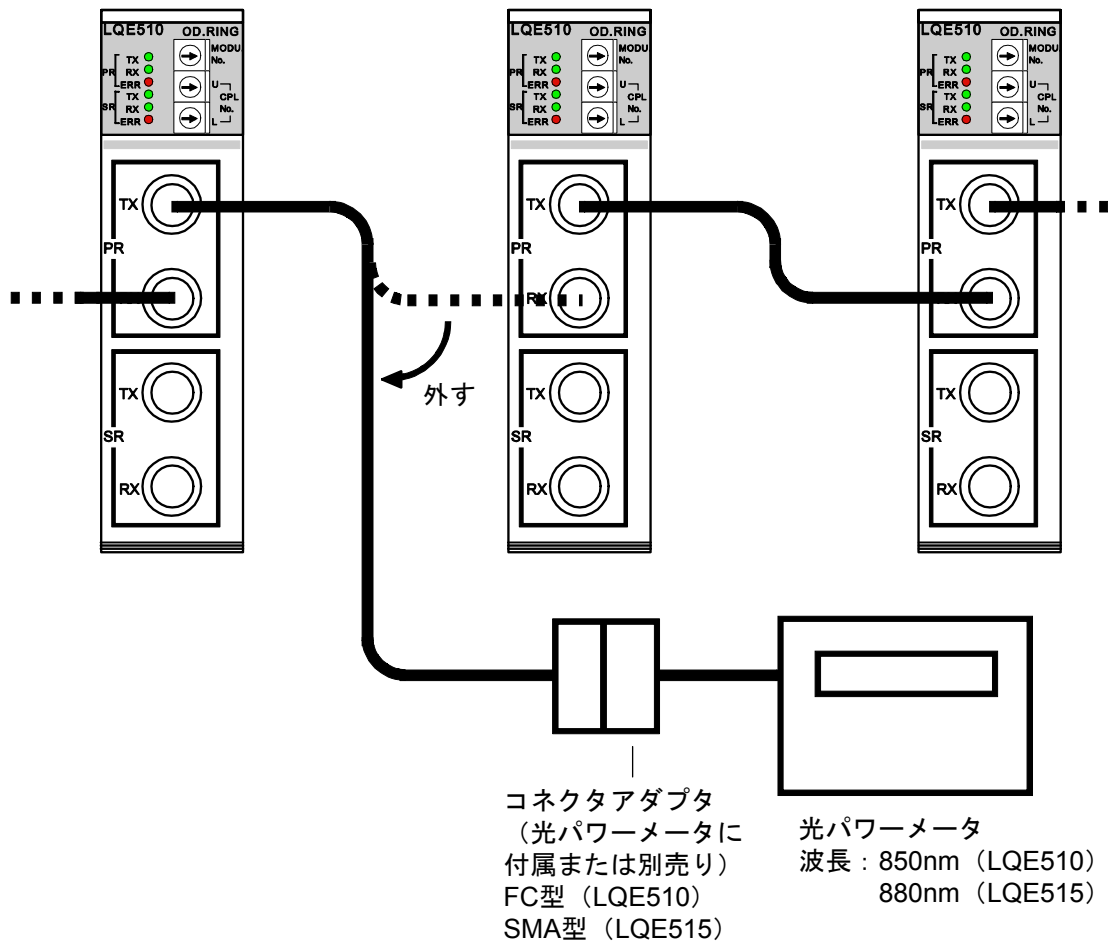 LQE510 OD.RING
MODU
No.
TX
RX
PR
ERR
U
TX
CPL
RX
No.
SR
ERR
L
TX
PR
TX
SR
RX
LQE510 OD.RING
MODU
No.
TX
RX
PR
ERR
U
TX
CPL
RX
No.
SR
ERR
L
TX
PR
RX
TX
SR
RX
LQE510 OD.RING
MODU
No.
TX
RX
PR
ERR
U
TX
CPL
RX
No.
SR
ERR
L
TX
PR
TX
SR
RX
外す
コネクタアダプタ
(光パワーメータに
付属または別売り)
FC型(LQE510)
SMA型(LQE515)
光パワーメータ
波長:850nm(LQE510)
880nm(LQE515)